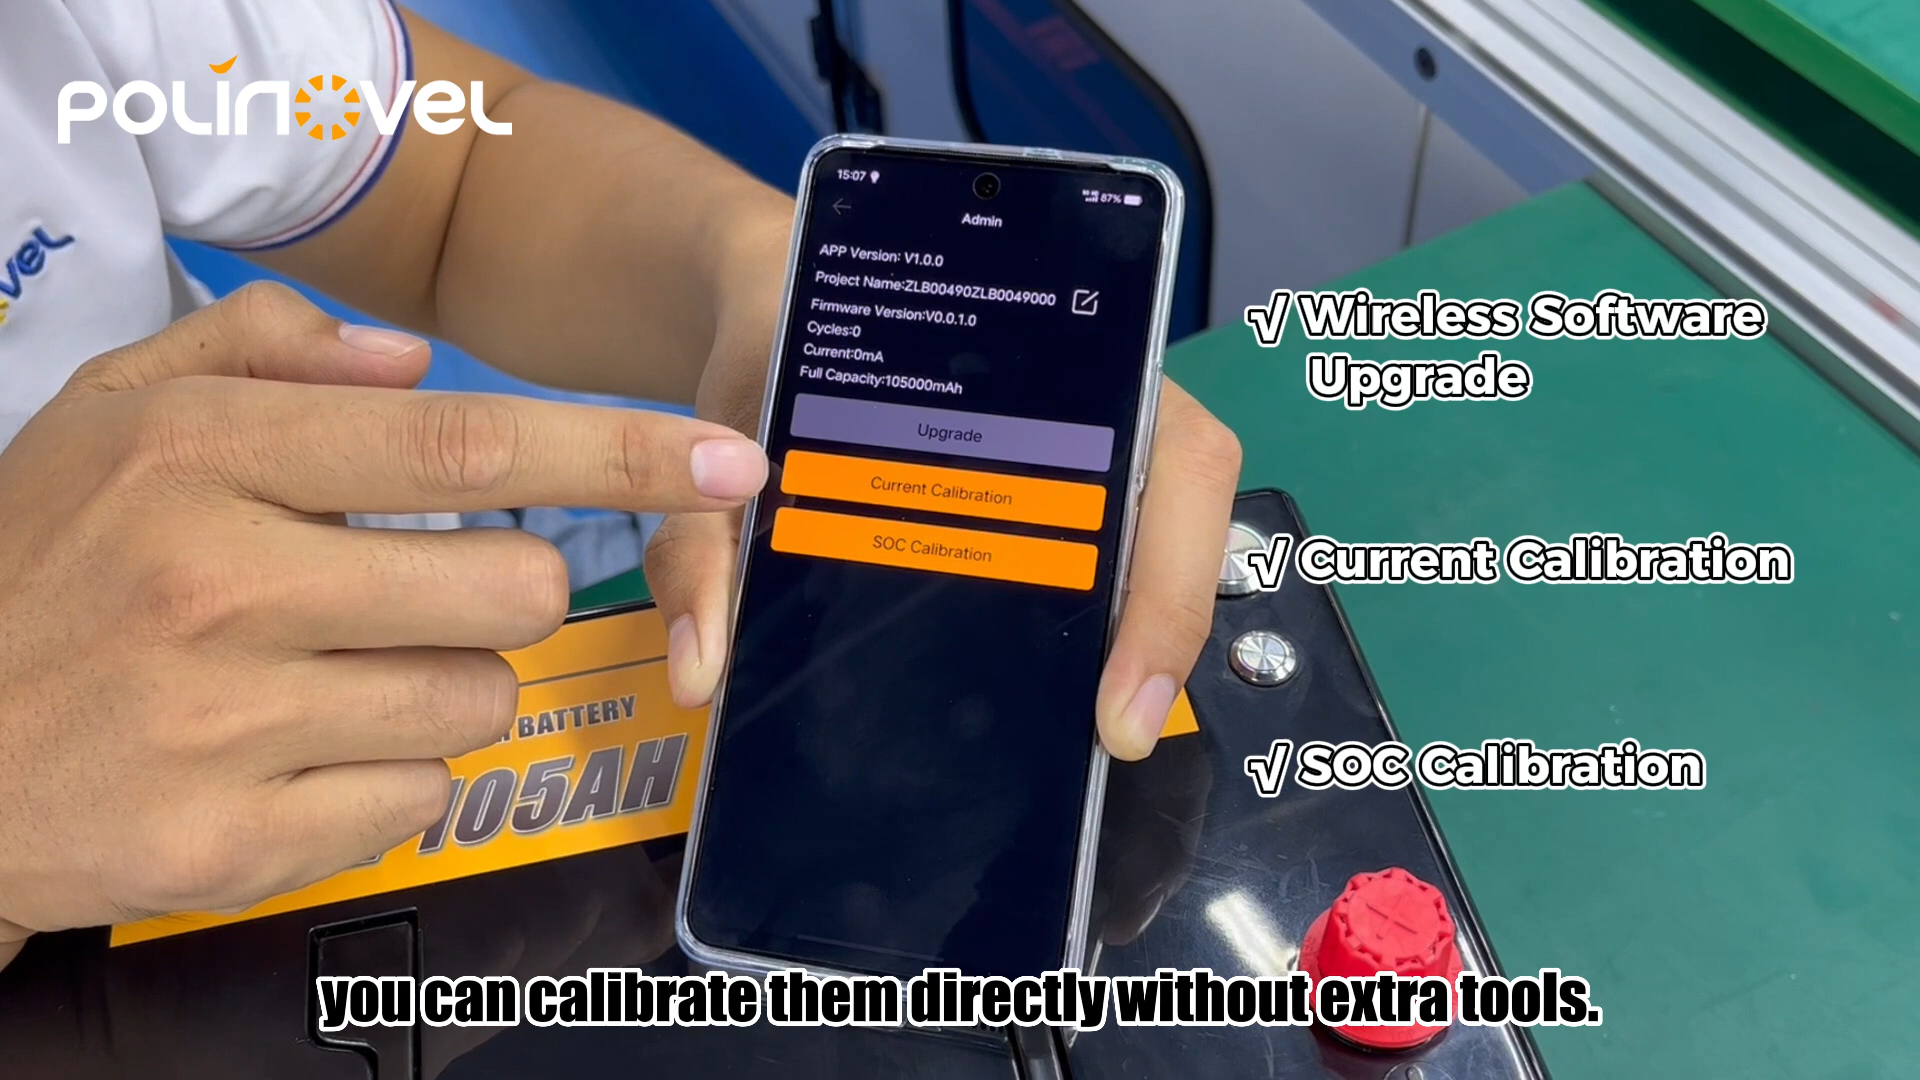 POLINOVEL
vel
15:07
87%
Admin
APP Version: V1.0.0
Project Name:ZLB00490ZLB0049000
Firmware Version:V0.0.1.0
Cycles:0
Current:0mA
Full Capacity:105000mAh
Upgrade
Current Calibration
SOC Calibration
√ Wireless Software
Upgrade
√ Current Calibration
√ SOC Calibration
BATTERY
105AH
you can calibrate them directly without extra tools.